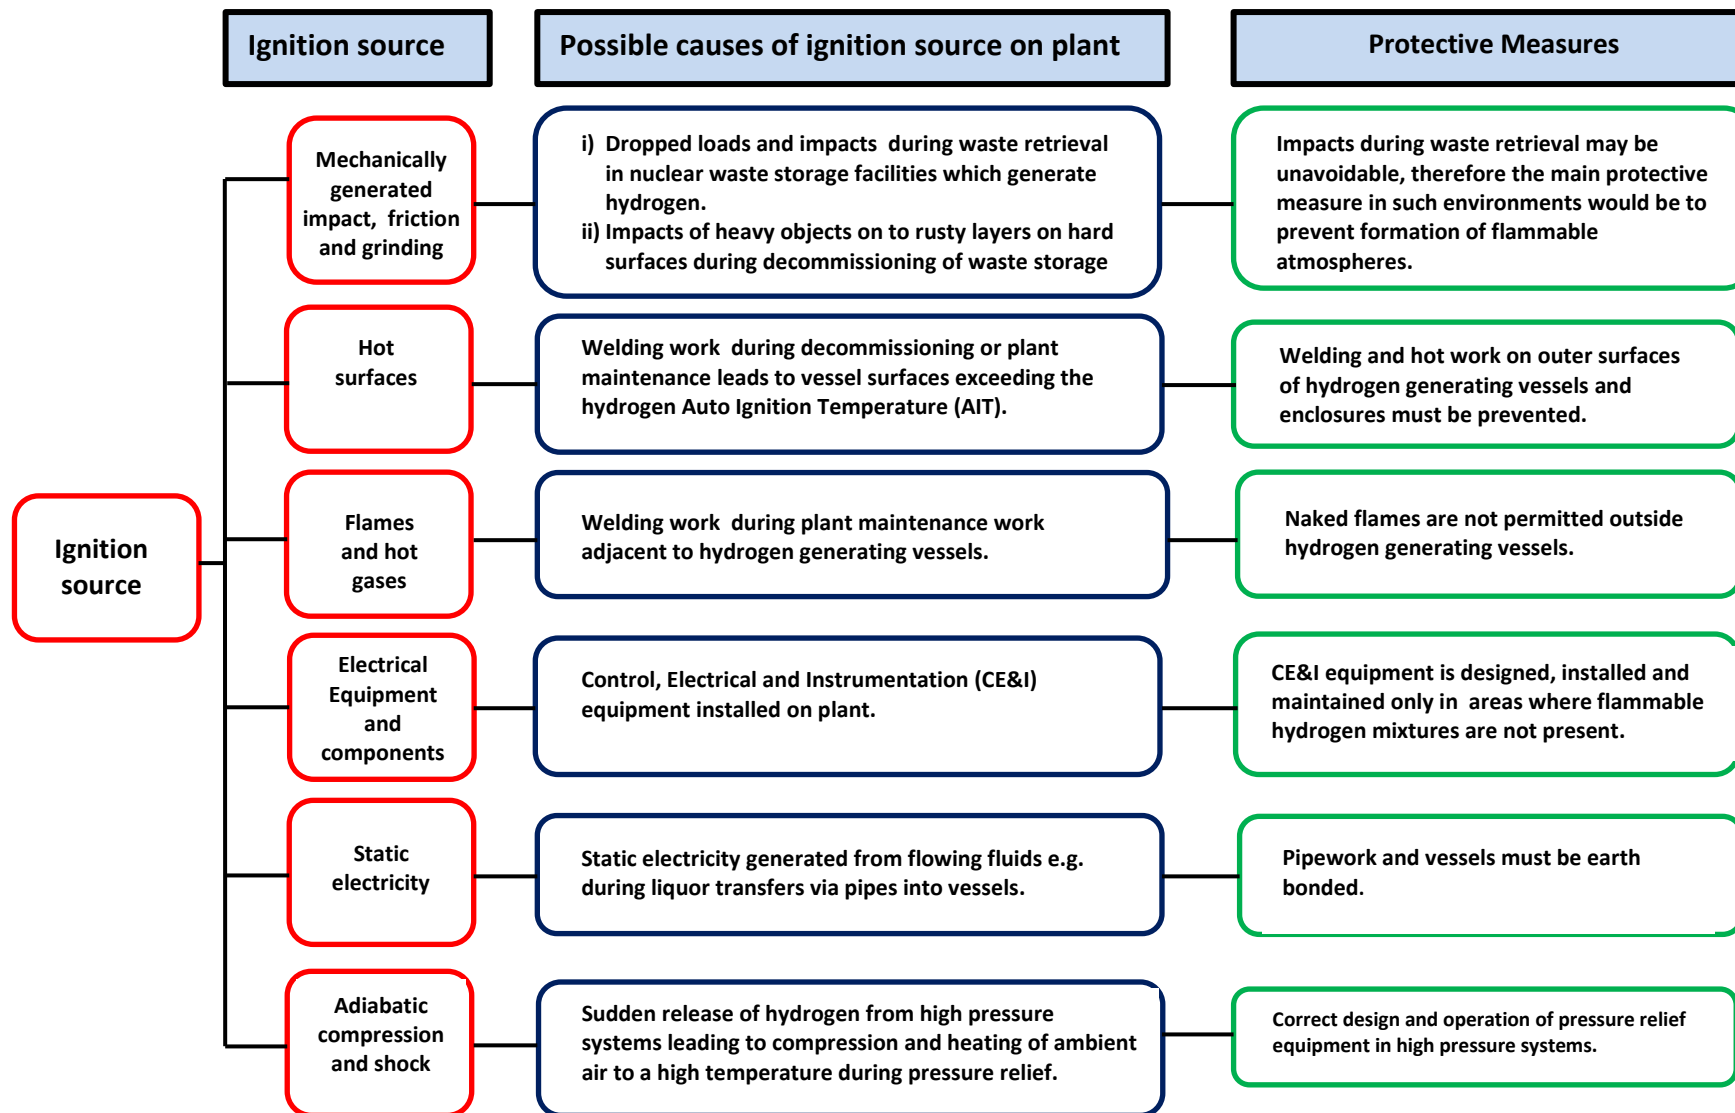 Ignition source
Possible causes of ignition source on plant
Protective Measures
Ignition
source
Mechanically
generated
impact, friction
and grinding
i) Dropped loads and impacts during waste retrieval
in nuclear waste storage facilities which generate
hydrogen.
ii) Impacts of heavy objects on to rusty layers on hard
surfaces during decommissioning of waste storage
Impacts during waste retrieval may be
unavoidable, therefore the main protective
measure in such environments would be to
prevent formation of flammable
atmospheres.
Hot
surfaces
Welding work during decommissioning or plant
maintenance leads to vessel surfaces exceeding the
hydrogen Auto Ignition Temperature (AIT).
Welding and hot work on outer surfaces
of hydrogen generating vessels and
enclosures must be prevented.
Flames
and hot
gases
Welding work during plant maintenance work
adjacent to hydrogen generating vessels.
Naked flames are not permitted outside
hydrogen generating vessels.
Electrical
Equipment
and
components
Control, Electrical and Instrumentation (CE&I)
equipment installed on plant.
CE&I equipment is designed, installed and
maintained only in areas where flammable
hydrogen mixtures are not present.
Static
electricity
Static electricity generated from flowing fluids e.g.
during liquor transfers via pipes into vessels.
Pipework and vessels must be earth
bonded.
Adiabatic
compression
and shock
Sudden release of hydrogen from high pressure
systems leading to compression and heating of ambient
air to a high temperature during pressure relief.
Correct design and operation of pressure relief
equipment in high pressure systems.